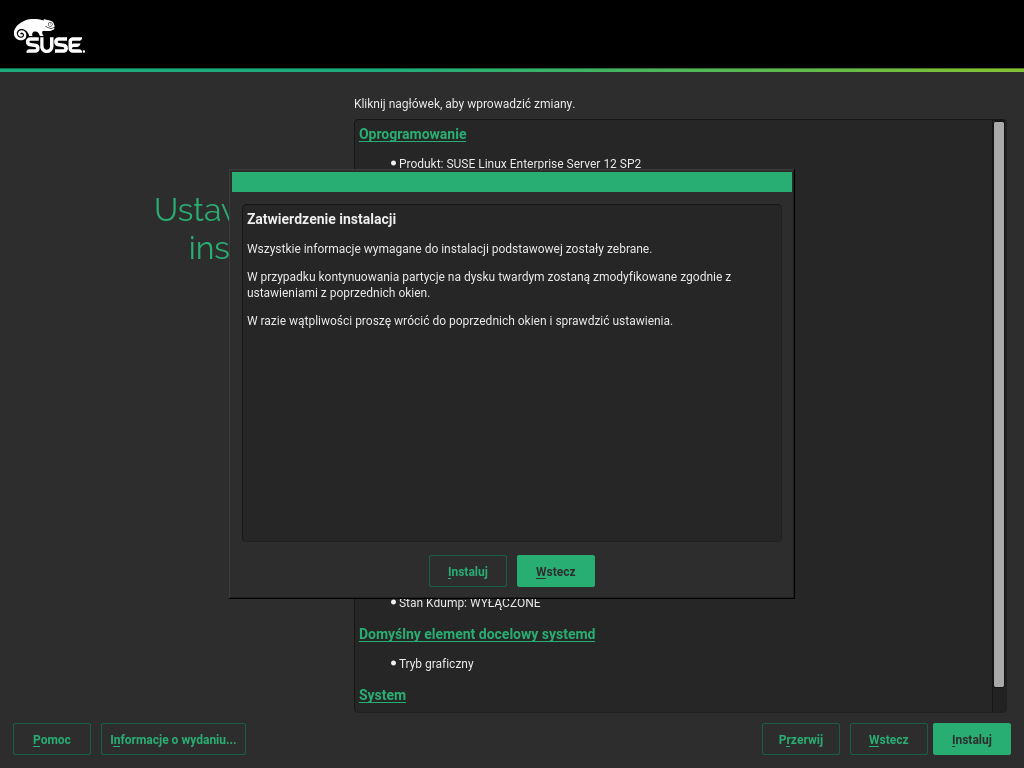 SUSE.
Kliknij nagłówek, aby wprowadzić zmiany.
Oprogramowanie
• Produkt: SUSE Linux Enterprise Server 12 SP2
Zatwierdzenie instalacji
Wszystkie informacje wymagane do instalacji podstawowej zostały zebrane.
W przypadku kontynuowania partycje na dysku twardym zostaną zmodyfikowane zgodnie z
ustawieniami z poprzednich okien.
W razie wątpliwości proszę wrócić do poprzednich okien i sprawdzić ustawienia.
Instaluj
Wstecz
• Stan Kdump: WYŁĄCZONE
Domyślny element docelowy systemd
• Tryb graficzny
System
Pomoc
Informacje o wydaniu...
Przerwij
Wstecz
Instaluj